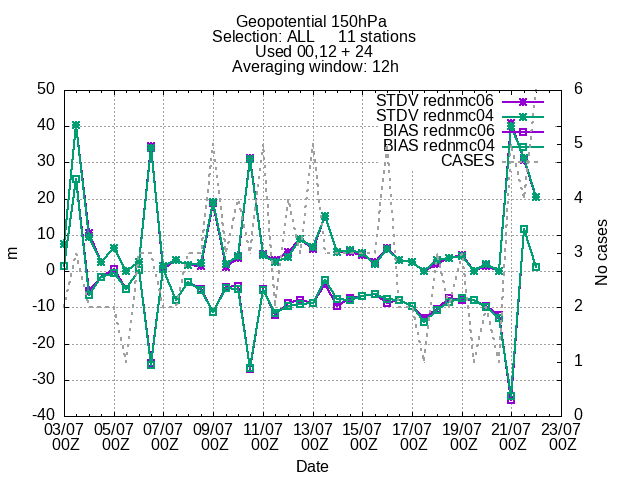 Geopotential 150hPa
Selection: ALL 11 stations
Used 00,12 + 24
Averaging window: 12h
STDV rednmc06
STDV rednmc04
BIAS rednmc06
BIAS rednmc04
CASES
50
40
30
20
10
0
-10
-20
-30
-40
m
6
5
4
3
2
1
0
No cases
03/07 05/07 07/07 09/07 11/07 13/07 15/07 17/07 19/07 21/07 23/07
00Z 00Z 00Z 00Z 00Z 00Z 00Z 00Z 00Z 00Z 00Z
Date